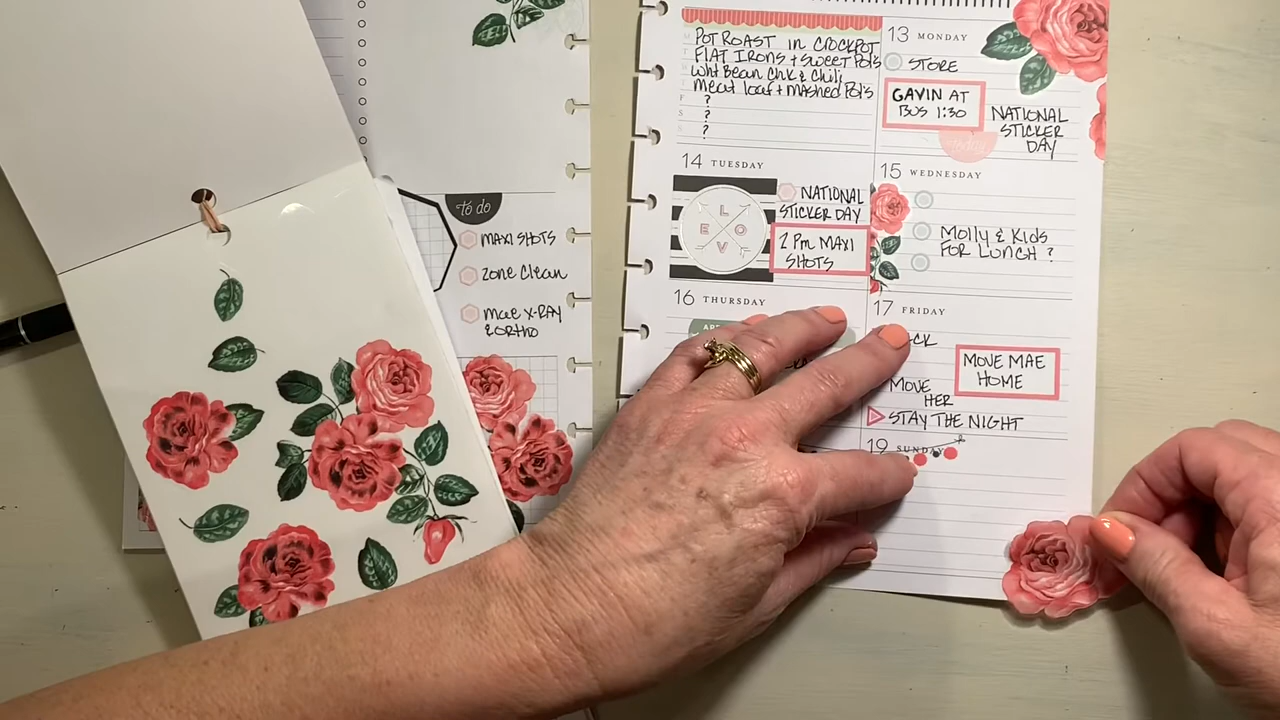 to do
MAXI SHOTS
ZONE CLEAN
MAE X-RAY
& ORTHO
POT ROAST IN CROCKPOT
FLAT IRONS + SWEET POT'S
Wht Bean Chk & Chili
Meat loaf + MASHED Pot's
F ?
S ?
S ?
13 MONDAY
STORE
GAVIN AT
BUS 1:30
NATIONAL
STICKER
DAY
14 TUESDAY
L
E O
V
NATIONAL
STICKER DAY
2 PM MAXI
SHOTS
15 WEDNESDAY
Molly & Kids
FOR LUNCH ?
16 THURSDAY
17 FRIDAY
MOVE MAE
HOME
MOVE
HER
STAY THE NIGHT
19 SUNDAY